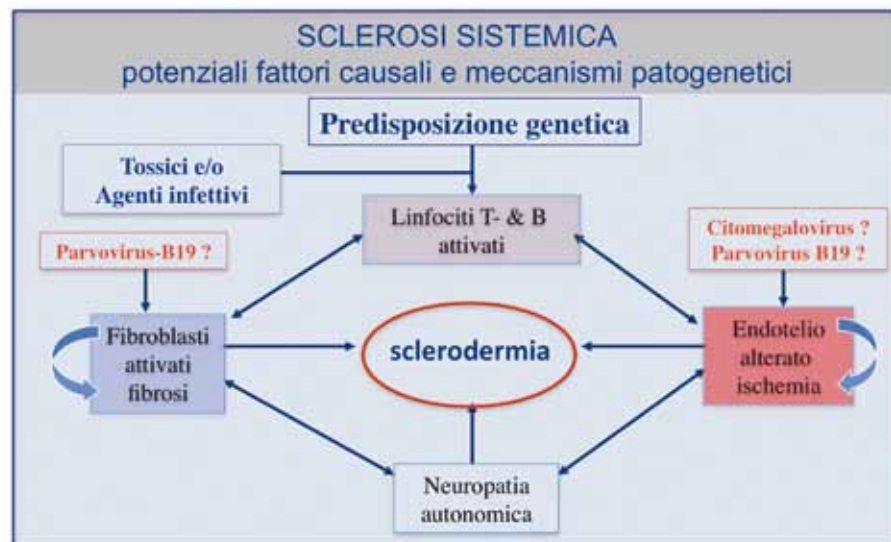 SCLEROSI SISTEMICA
potenziali fattori causali e meccanismi patogenetici
Predisposizione genetica
Tossici e/o
Agenti infettivi
Linfociti T- & B
attivati
Parvovirus-B19 ?
Citomegalovirus ?
Parvovirus B19 ?
Fibroblasti
attivati
fibrosi
sclerodermia
Endotelio
alterato
ischemia
Neuropatia
autonomica